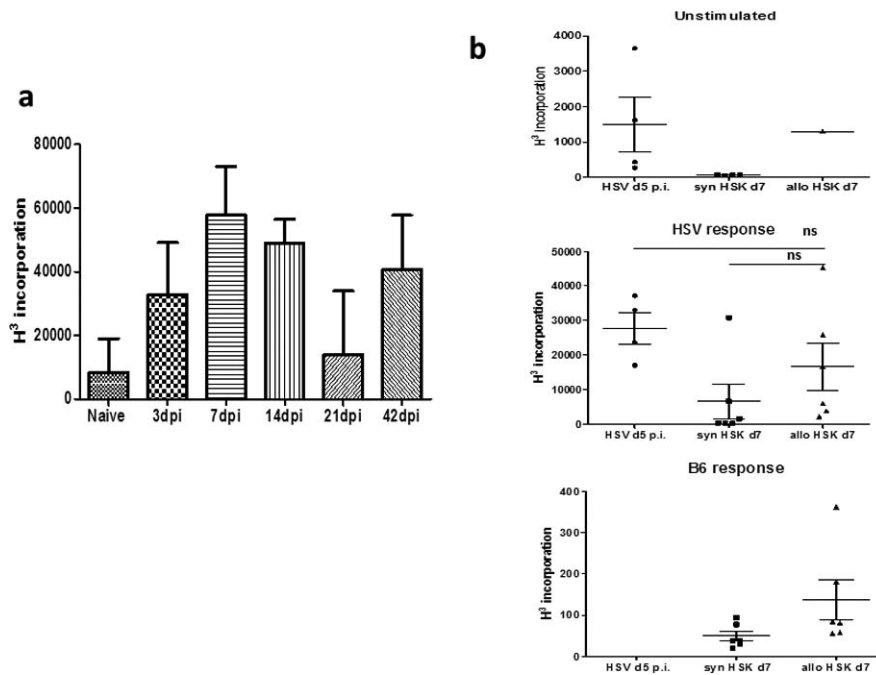 a
H³ incorporation
80000
60000
40000
20000
0
Naive 3dpi 7dpi 14dpi 21dpi 42dpi
b
Unstimulated
H³ Incorporation
4000
3000
2000
1000
0
HSV d5 p.i. syn HSK d7 allo HSK d7
HSV response
ns
ns
H³ incorporation
50000
40000
30000
20000
10000
0
HSV d5 p.i. syn HSK d7 allo HSK d7
B6 response
H³ incorporation
400
300
200
100
0
HSV d5 p.i. syn HSK d7 allo HSK d7